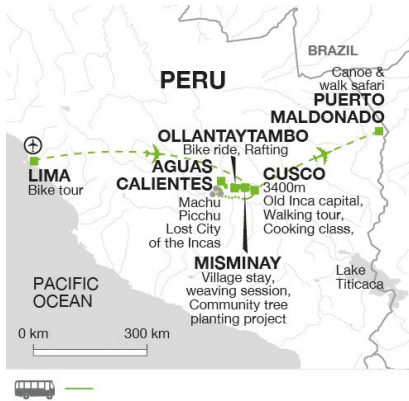 BRAZIL
Canoe &
walk safari
PUERTO
MALDONADO
PERU
OLLANTAYTAMBO
Bike ride, Rafting
LIMA
Bike tour
AGUAS
CALIENTES
Machu
Picchu
Lost City
of the Incas
CUSCO
3400m
Old Inca capital,
Walking tour,
Cooking class,
MISMINAY
Village stay,
weaving session,
Community tree
planting project
Lake
Titicaca
PACIFIC
OCEAN
0 km 300 km